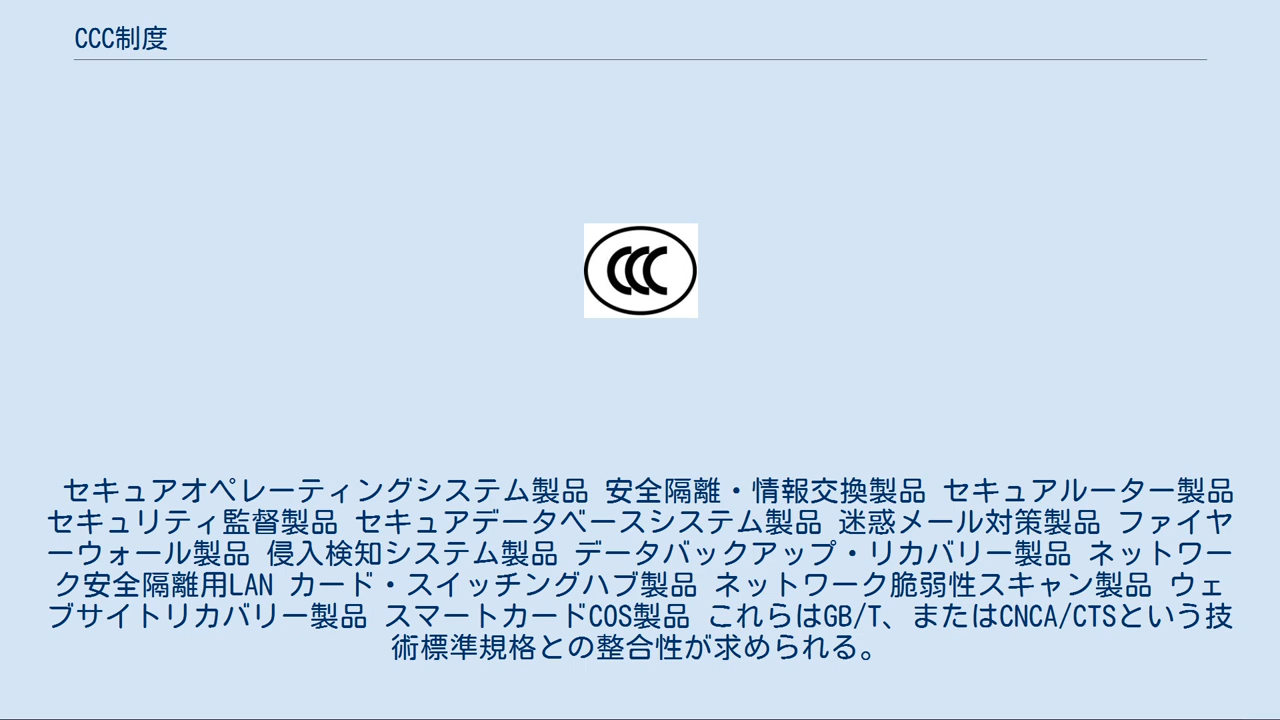 CCC制度
CCC
セキュアオペレーティングシステム製品 安全隔離・情報交換製品 セキュアルーター製品
セキュリティ監督製品 セキュアデータベースシステム製品 迷惑メール対策製品 ファイヤ
ーウォール製品 侵入検知システム製品 データバックアップ・リカバリー製品 ネットワー
ク安全隔離用LAN カード・スイッチングハブ製品 ネットワーク脆弱性スキャン製品 ウェ
ブサイトリカバリー製品 スマートカードCOS製品 これらはGB/T、またはCNCA/CTSという技
術標準規格との整合性が求められる。